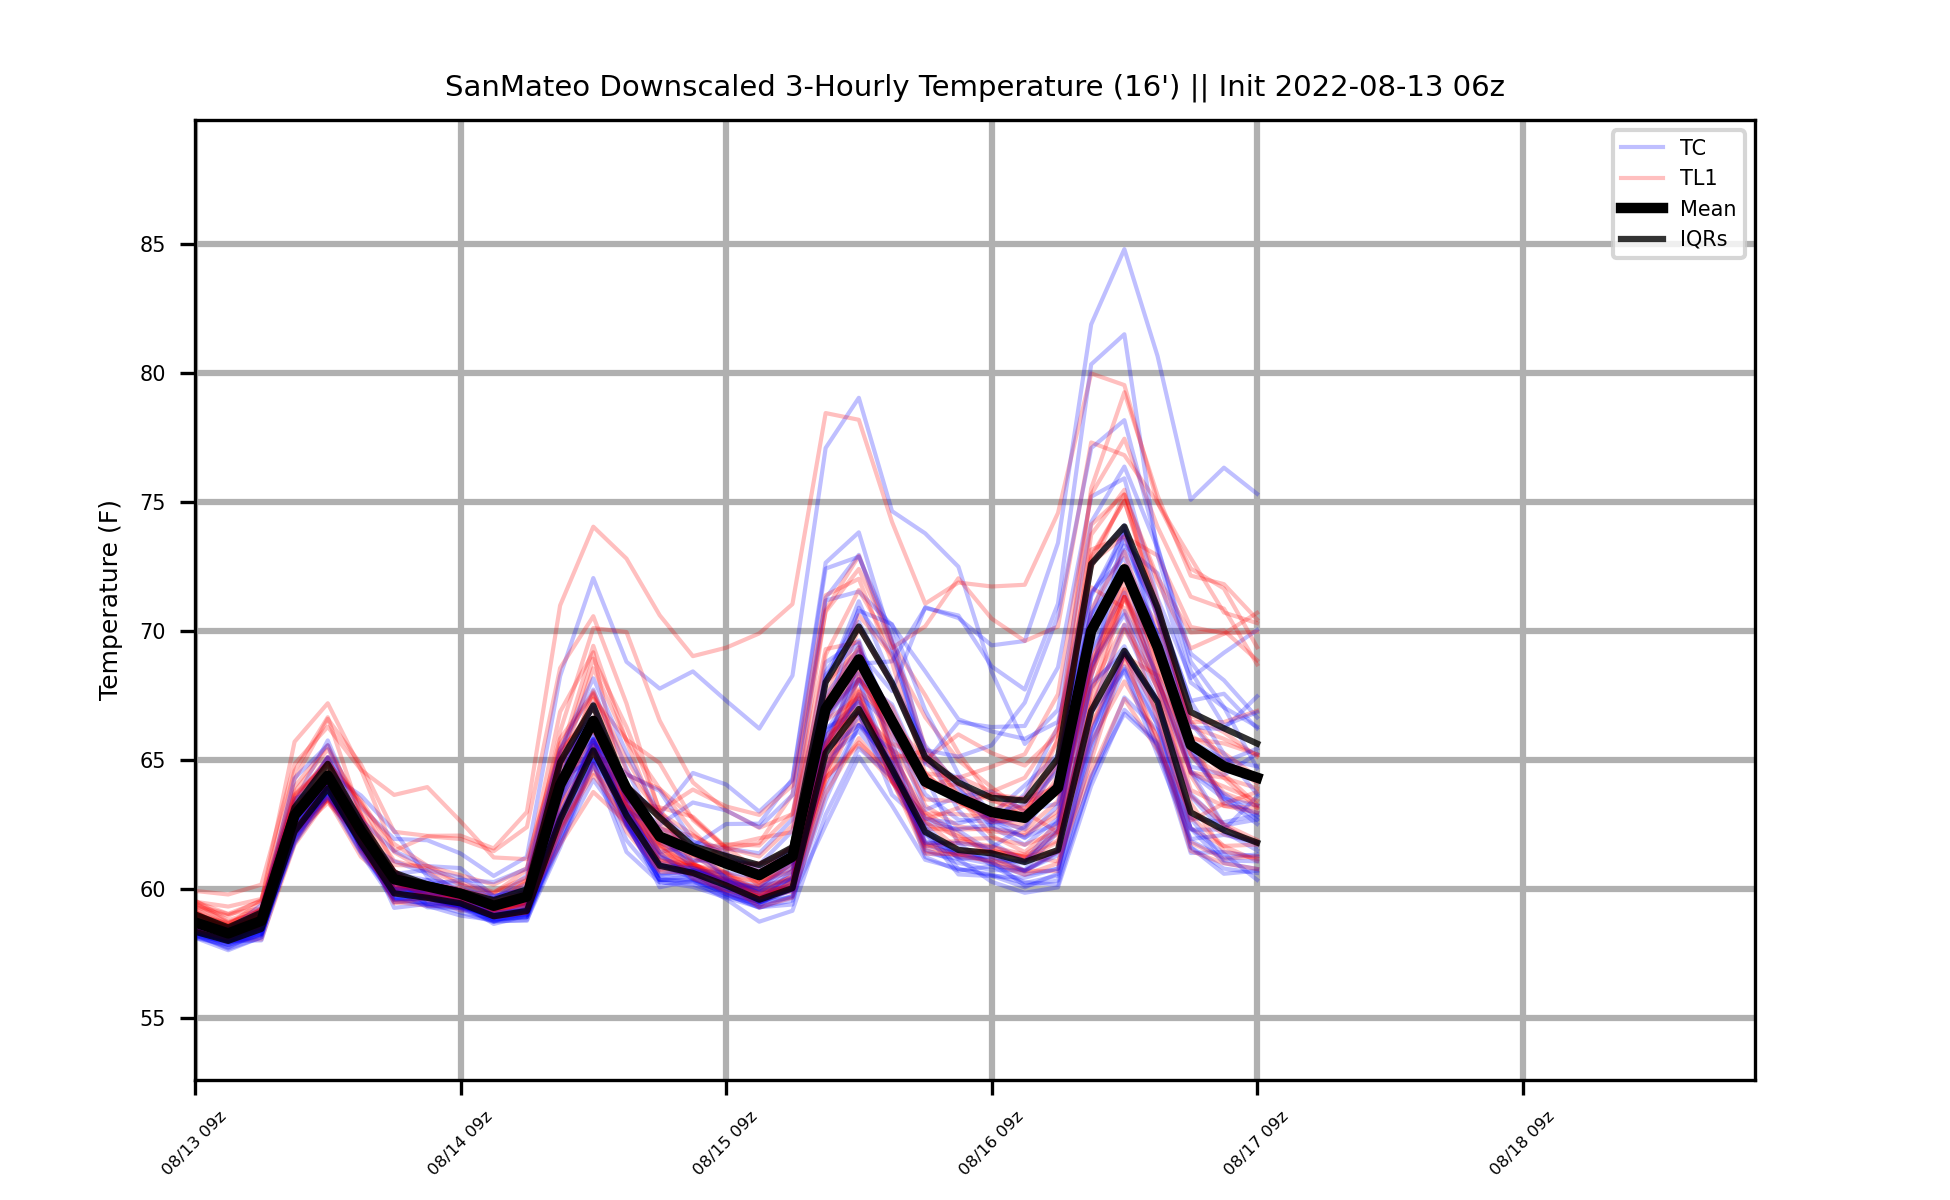 SanMateo Downscaled 3-Hourly Temperature (16') || Init 2022-08-13 06z
TC
TL1
Mean
IQRs
Temperature (F)
85
80
75
70
65
60
55
08/13 09z
08/14 09z
08/15 09z
08/16 09z
08/17 09z
08/18 09z